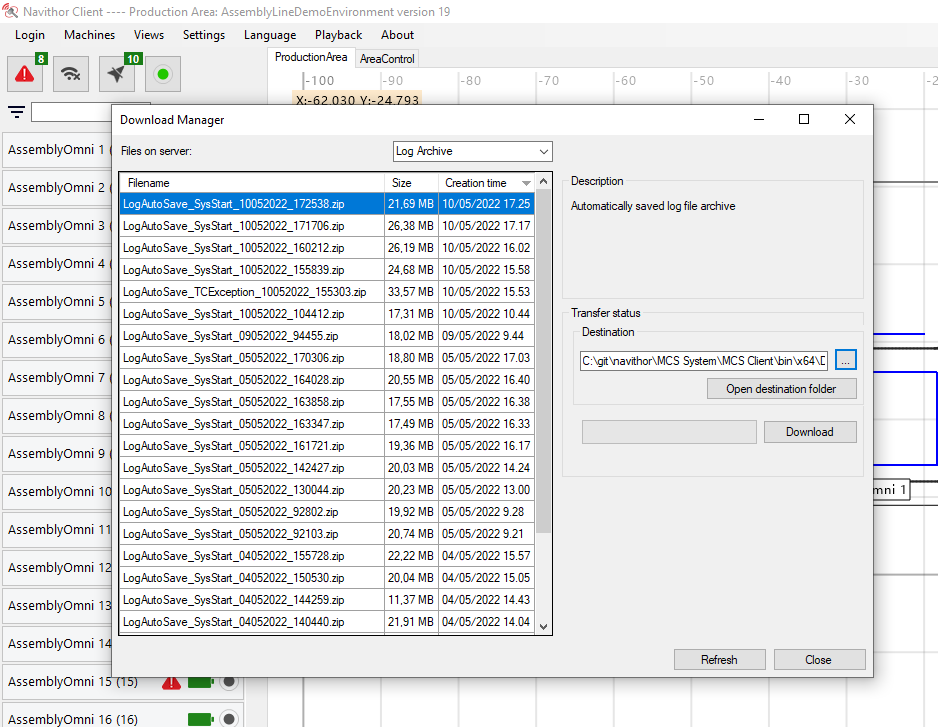 Navithor Client ---- Production Area: AssemblyLineDemoEnvironment version 19
Login Machines Views Settings Language Playback About
8 10
ProductionArea AreaControl
-100 -90 -80 -70 -60 -50 -40 -30 -2
X:-62.030 Y:-24.793
AssemblyOmni 1 (
AssemblyOmni 2 (
AssemblyOmni 3 (
AssemblyOmni 4 (
AssemblyOmni 5 (
AssemblyOmni 6 (
AssemblyOmni 7 (
AssemblyOmni 8 (
AssemblyOmni 9 (
AssemblyOmni 10
AssemblyOmni 11
AssemblyOmni 12
AssemblyOmni 13
AssemblyOmni 14
AssemblyOmni 15 (15)
AssemblyOmni 16 (16)
Download Manager
Files on server: Log Archive
Filename Size Creation time
LogAutoSave_SysStart_10052022_172538.zip 21,69 MB 10/05/2022 17.25
LogAutoSave_SysStart_10052022_171706.zip 26,38 MB 10/05/2022 17.17
LogAutoSave_SysStart_10052022_160212.zip 26,19 MB 10/05/2022 16.02
LogAutoSave_SysStart_10052022_155839.zip 24,68 MB 10/05/2022 15.58
LogAutoSave_TCException_10052022_155303.zip 33,57 MB 10/05/2022 15.53
LogAutoSave_SysStart_10052022_104412.zip 17,31 MB 10/05/2022 10.44
LogAutoSave_SysStart_09052022_94455.zip 18,02 MB 09/05/2022 9.44
LogAutoSave_SysStart_05052022_170306.zip 18,80 MB 05/05/2022 17.03
LogAutoSave_SysStart_05052022_164028.zip 20,55 MB 05/05/2022 16.40
LogAutoSave_SysStart_05052022_163858.zip 17,55 MB 05/05/2022 16.38
LogAutoSave_SysStart_05052022_163347.zip 17,49 MB 05/05/2022 16.33
LogAutoSave_SysStart_05052022_161721.zip 19,36 MB 05/05/2022 16.17
LogAutoSave_SysStart_05052022_142427.zip 20,03 MB 05/05/2022 14.24
LogAutoSave_SysStart_05052022_130044.zip 20,23 MB 05/05/2022 13.00
LogAutoSave_SysStart_05052022_92802.zip 19,92 MB 05/05/2022 9.28
LogAutoSave_SysStart_05052022_92103.zip 20,74 MB 05/05/2022 9.21
LogAutoSave_SysStart_04052022_155728.zip 22,22 MB 04/05/2022 15.57
LogAutoSave_SysStart_04052022_150530.zip 20,04 MB 04/05/2022 15.05
LogAutoSave_SysStart_04052022_144259.zip 11,37 MB 04/05/2022 14.43
LogAutoSave_SysStart_04052022_140440.zip 21,91 MB 04/05/2022 14.04
Description
Automatically saved log file archive
Transfer status
Destination
C:\git\navithor\MCS System\MCS Client\bin\x64\D ...
Open destination folder
Download
Refresh Close
mni 1